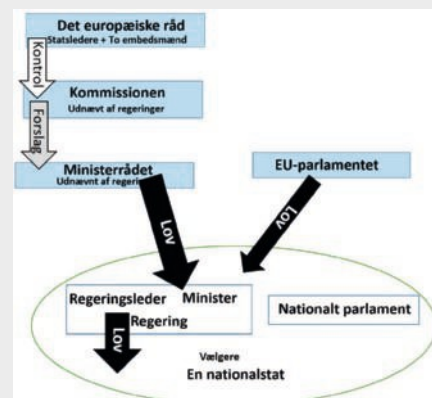 Det europæiske råd
Statsledere + To embedsmænd
Kontrol
Kommissionen
Udnævt af regeringer
Forslag
Ministerrådet
Udnævnt af regeringer
EU-parlamentet
Lov
Lov
Regeringsleder Minister
Regering
Nationalt parlament
Lov
Vælgere
En nationalstat